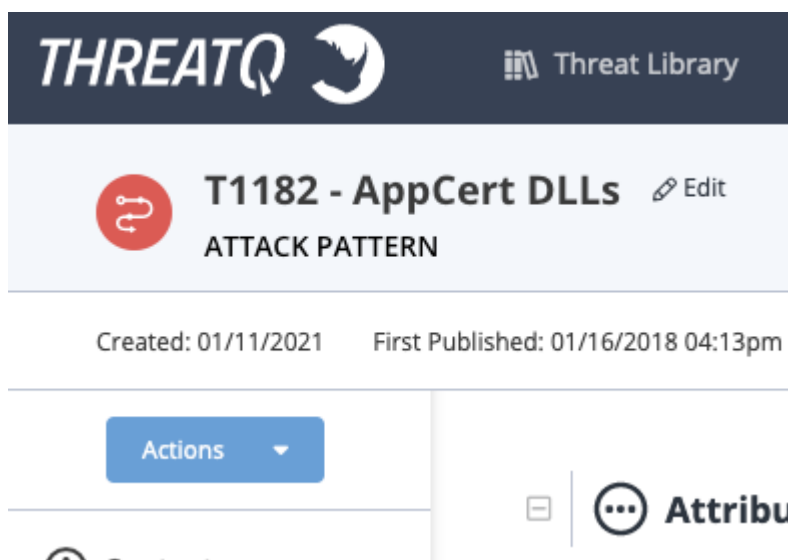 THREATQ
Threat Library
T1182 - AppCert DLLs
Edit
ATTACK PATTERN
Created: 01/11/2021
First Published: 01/16/2018 04:13pm
Actions